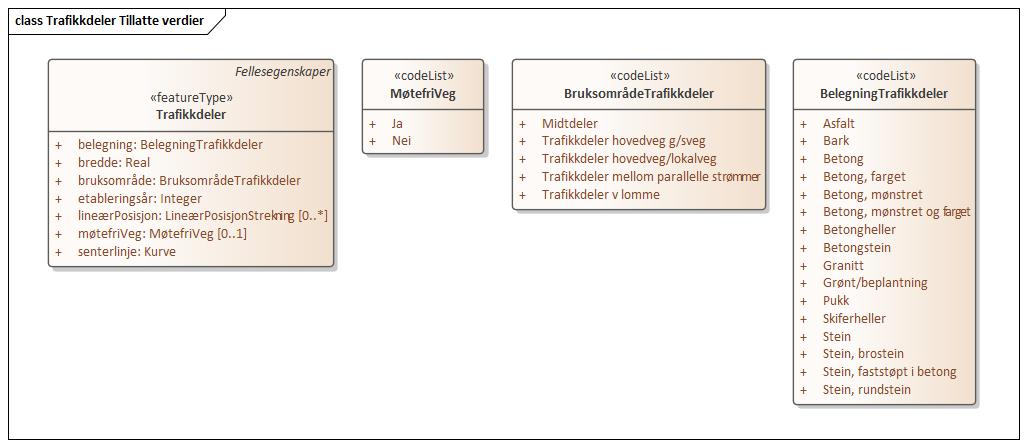 class Trafikkdeler Tillatte verdier
Fellesegenskaper
«featureType»
Trafikkdeler
+ belegning: BelegningTrafikkdeler
+ bredde: Real
+ bruksområde: BruksområdeTrafikkdeler
+ etableringsår: Integer
+ lineærPosisjon: LineærPosisjonStrekning [0..*]
+ møtefriVeg: MøtefriVeg [0..1]
+ senterlinje: Kurve
«codeList»
MøtefriVeg
+ Ja
+ Nei
«codeList»
BruksområdeTrafikkdeler
+ Midtdeler
+ Trafikkdeler hovedveg g/sveg
+ Trafikkdeler hovedveg/lokalveg
+ Trafikkdeler mellom parallelle strømmer
+ Trafikkdeler v lomme
«codeList»
BelegningTrafikkdeler
+ Asfalt
+ Bark
+ Betong
+ Betong, farget
+ Betong, mønstret
+ Betong, mønstret og farget
+ Betongheller
+ Betongstein
+ Granitt
+ Grønt/beplantning
+ Pukk
+ Skiferheller
+ Stein
+ Stein, brostein
+ Stein, faststøpt i betong
+ Stein, rundstein